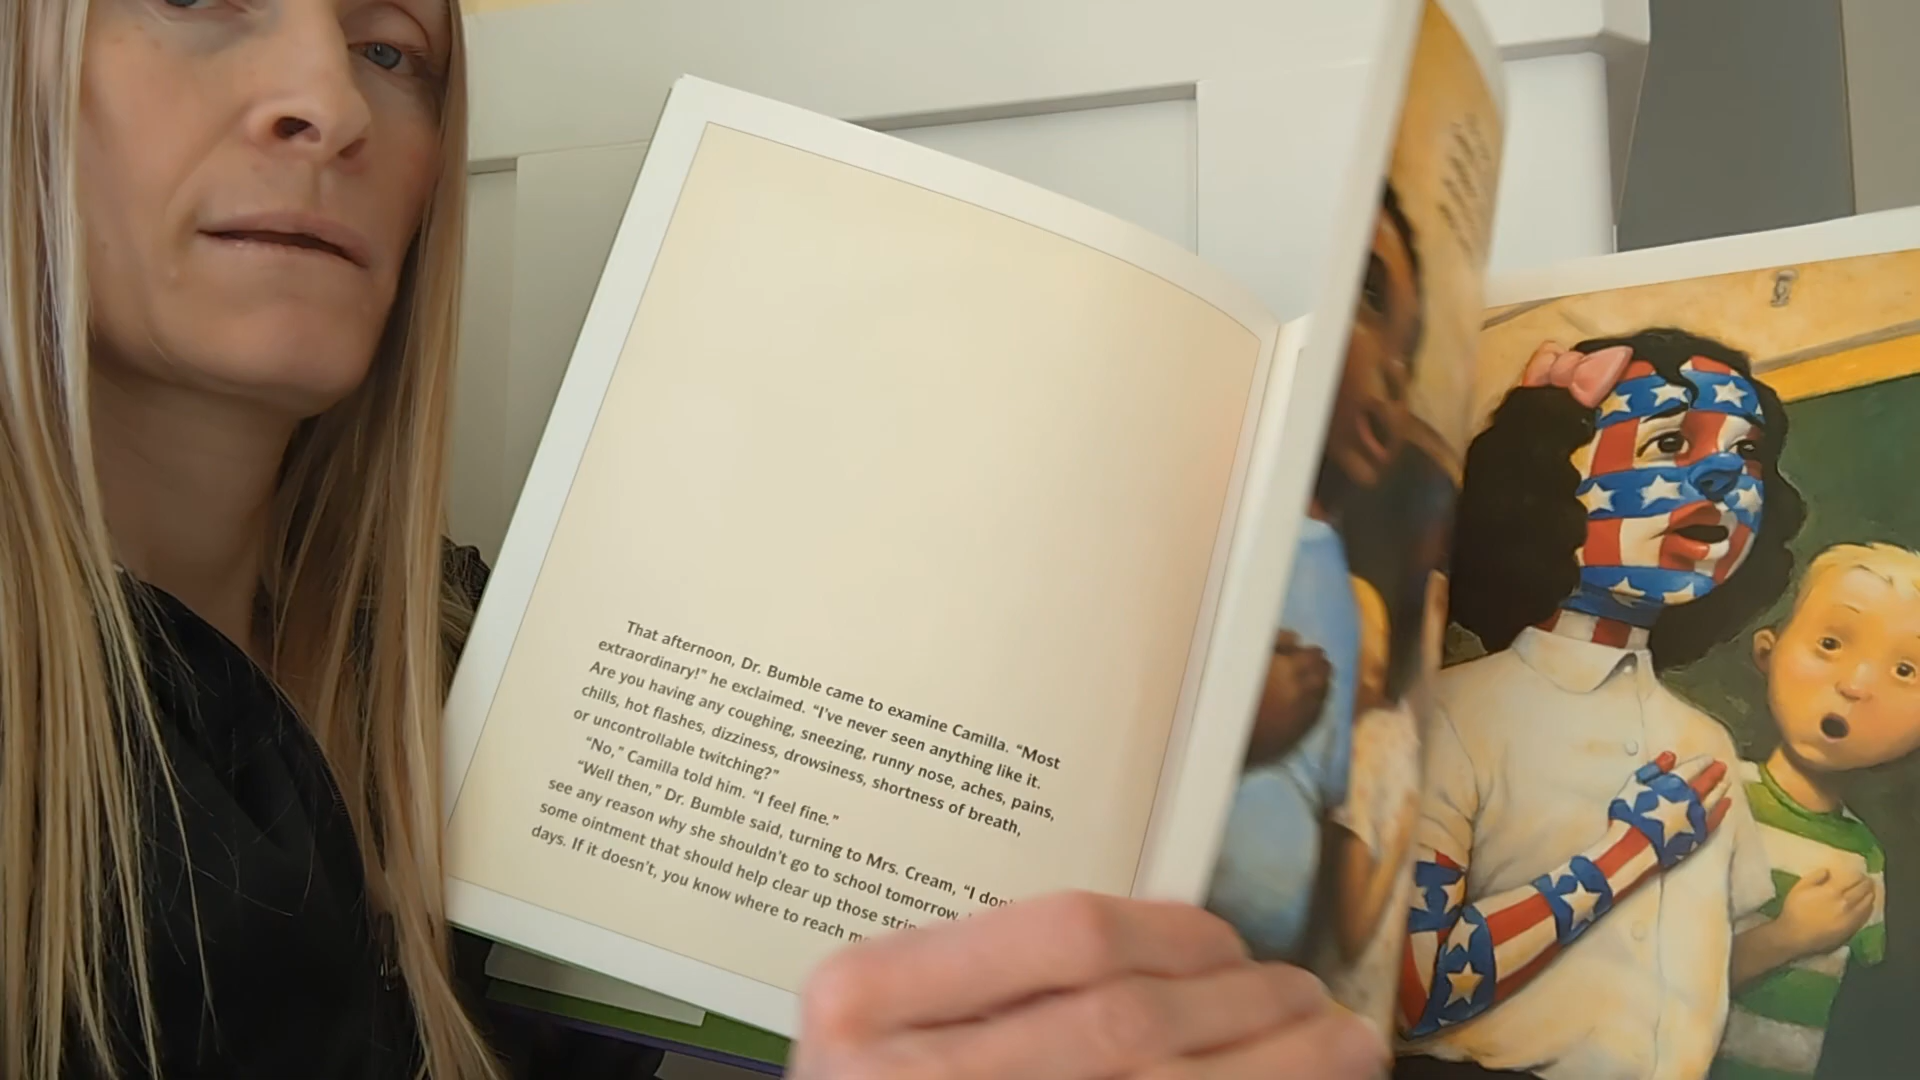 That afternoon, Dr. Bumble came to examine Camilla. “Most
extraordinary!” he exclaimed. “I’ve never seen anything like it.
Are you having any coughing, sneezing, runny nose, aches, pains,
chills, hot flashes, dizziness, drowsiness, shortness of breath,
or uncontrollable twitching?”
“No,” Camilla told him. “I feel fine.”
“Well then,” Dr. Bumble said, turning to Mrs. Cream, “I
see any reason why she shouldn’t go to school tomorrow.
some ointment that should help clear up those
days. If it doesn’t, you know where to reach